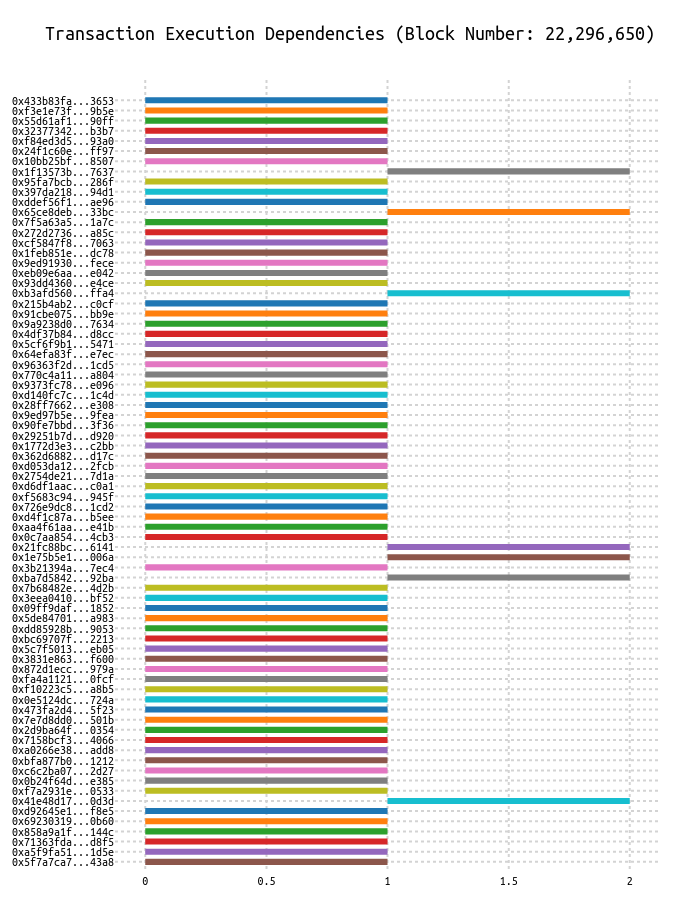 Transaction Execution Dependencies (Block Number: 22,296,650)
0x433b83fa...3653
0xf3e1e73f...9b5e
0x55d61af1...90ff
0x32377342...b3b7
0xf84ed3d5...93a0
0x24f1c60e...ff97
0x10bb25bf...8507
0x1f13573b...7637
0x95fa7bcb...286f
0x397da218...94d1
0xddef56f1...ae96
0x65ce8deb...33bc
0x7f5a63a5...1a7c
0x272d2736...a85c
0xcf5847f8...7063
0x1feb851e...dc78
0x9ed91930...fece
0xeb09e6aa...e042
0x93dd4360...e4ce
0xb3afd560...ffa4
0x215b4ab2...c0cf
0x91cbe075...bb9e
0x9a9238d0...7634
0x4df37b84...d8cc
0x5cf6f9b1...5471
0x64efa83f...e7ec
0x96363f2d...1cd5
0x770c4a11...a804
0x9373fc78...e096
0xd140fc7c...1c4d
0x28ff7662...e308
0x9ed97b5e...9fea
0x90fe7bbd...3f36
0x29251b7d...d920
0x1772d3e3...c2bb
0x362d6882...d17c
0xd053da12...2fcb
0x2754de21...7d1a
0xd6df1aac...c0a1
0xf5683c94...945f
0x726e9dc8...1cd2
0xd4f1c87a...b5ee
0xaa4f61aa...e41b
0x0c7aa854...4cb3
0x21fc88bc...6141
0x1e75b5e1...006a
0x3b21394a...7ec4
0xba7d5842...92ba
0x7b68482e...4d2b
0x3eea0410...bf52
0x09ff9daf...1852
0x5de84701...a983
0xdd85928b...9053
0xbc69707f...2213
0x5c7f5013...eb05
0x3831e863...f600
0x872d1ecc...979a
0xfa4a1121...0fcf
0xf10223c5...a8b5
0x0e5124dc...724a
0x473fa2d4...5f23
0x7e7d8dd0...501b
0x2d9ba64f...0354
0x7158bcf3...4066
0xa0266e38...add8
0xbfa877b0...1212
0xc6c2ba07...2d27
0x0b24f64d...e385
0xf7a2931e...0533
0x41e48d17...0d3d
0xd92645e1...f8e5
0x69230319...0b60
0x858a9a1f...144c
0x71363fda...d8f5
0xa5f9fa51...1d5e
0x5f7a7ca7...43a8
0 0.5 1 1.5 2